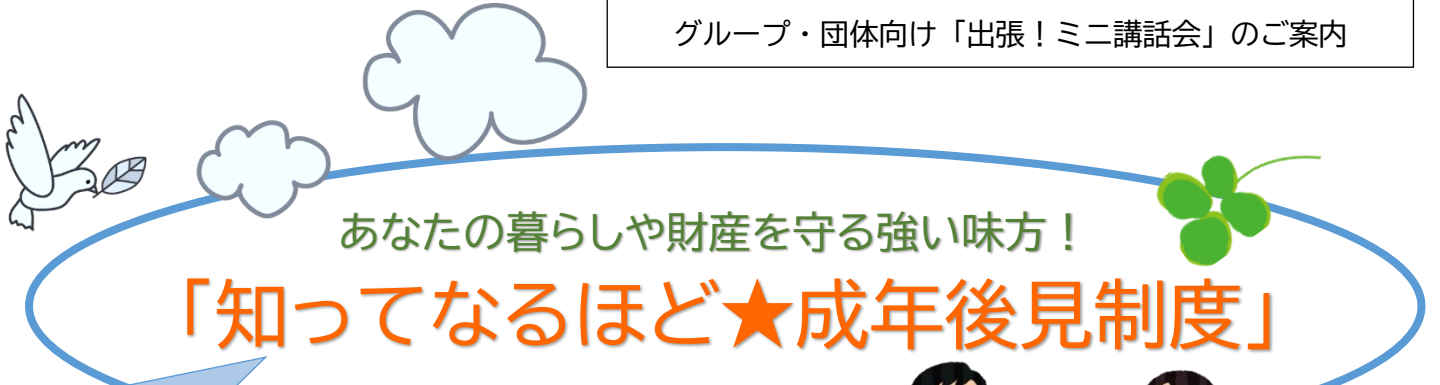 グループ・団体向け「出張！ミニ講話会」のご案内
あなたの暮らしや財産を守る強い味方！
「知ってなるほど★成年後見制度」